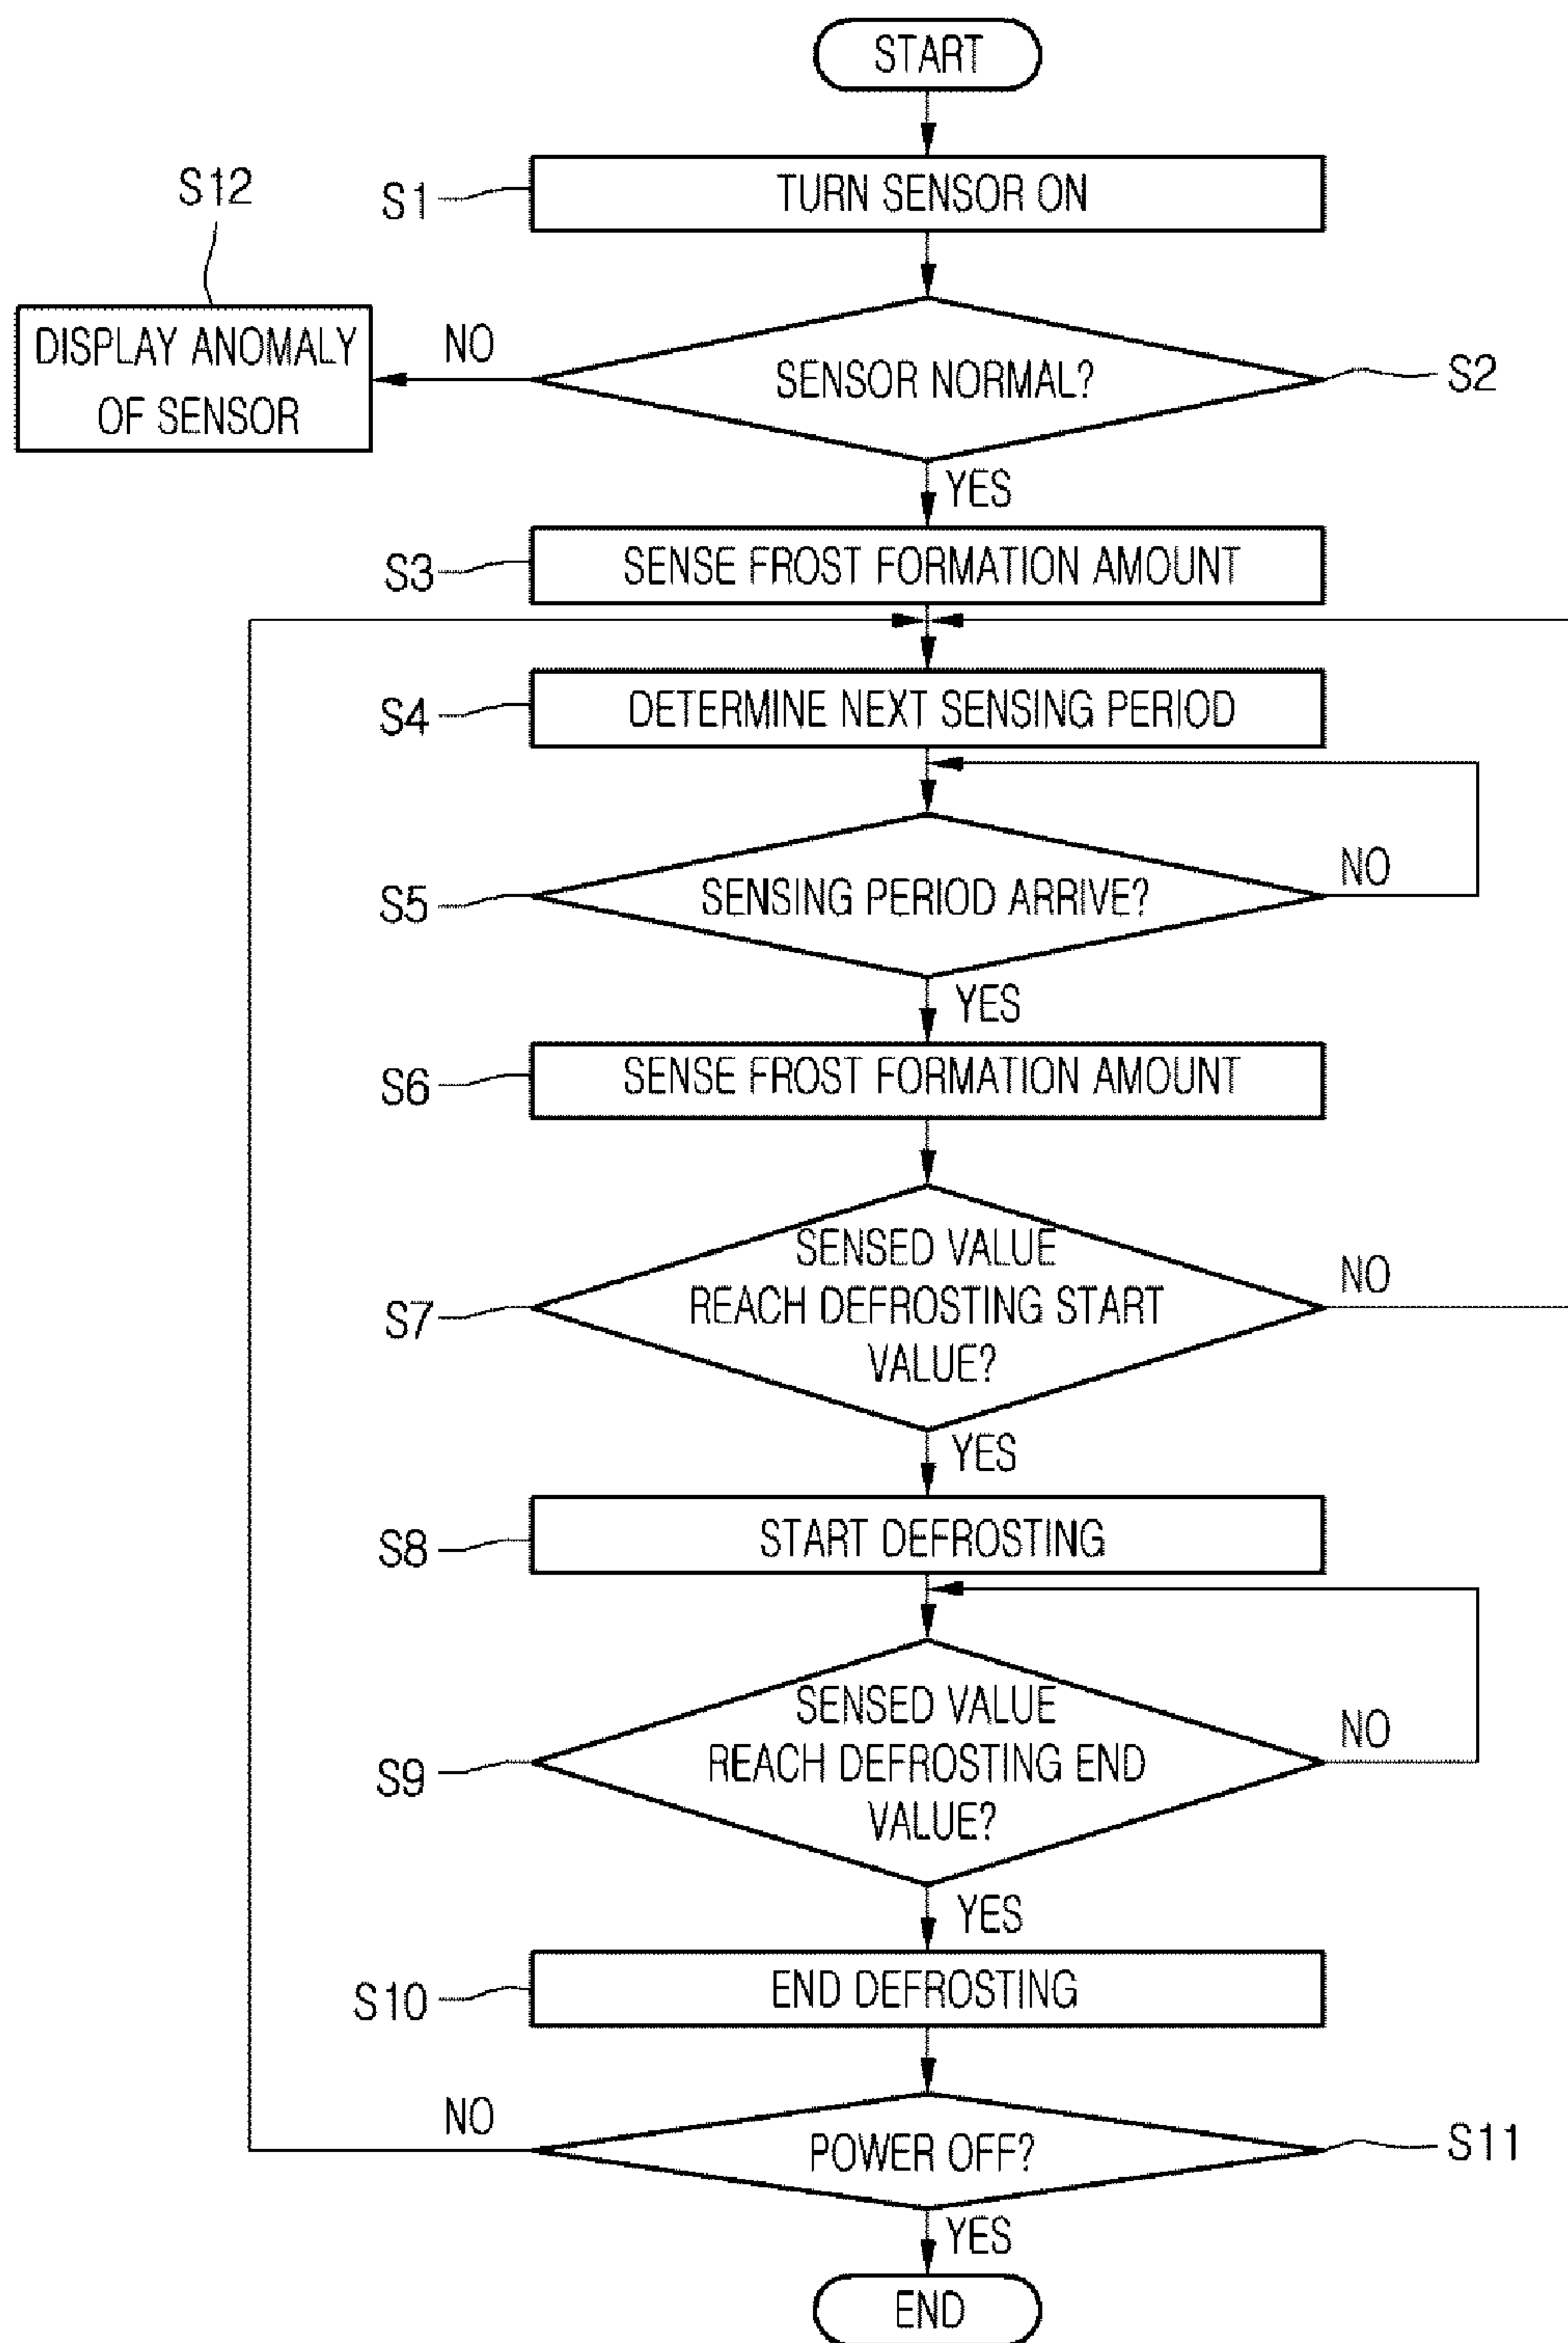 START
S1
TURN SENSOR ON
S12
DISPLAY ANOMALY
OF SENSOR
NO
SENSOR NORMAL?
S2
YES
S3
SENSE FROST FORMATION AMOUNT
S4
DETERMINE NEXT SENSING PERIOD
S5
SENSING PERIOD ARRIVE?
NO
YES
S6
SENSE FROST FORMATION AMOUNT
S7
SENSED VALUE
REACH DEFROSTING START
VALUE?
NO
YES
S8
START DEFROSTING
S9
SENSED VALUE
REACH DEFROSTING END
VALUE?
NO
YES
S10
END DEFROSTING
NO
POWER OFF?
S11
YES
END